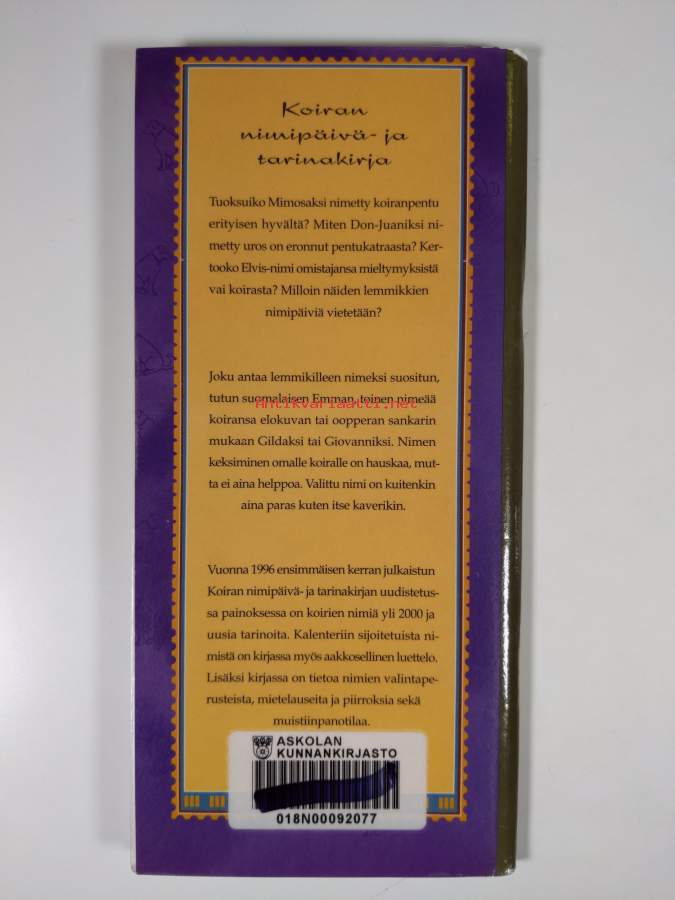 Koiran
nimipäivä- ja
tarinakirja
Tuoksuiko Mimosaksi nimetty koiranpentu
erityisen hyvältä? Miten Don-Juaniksi ni-
metty uros on eronnut pentukatraasta? Ker-
tooko Elvis-nimi omistajansa mieltymyksistä
vai koirasta? Milloin näiden lemmikkien
nimipäiviä vietetään?
Joku antaa lemmikilleen nimeksi suositun,
tutun suomalaisen Emman, toinen nimeää
Antikvariaatti.net
koiransa elokuvan tai oopperan sankarin
mukaan Gildaksi tai Giovanniksi. Nimen
keksiminen omalle koiralle on hauskaa, mut-
ta ei aina helppoa. Valittu nimi on kuitenkin
aina paras kuten itse kaverikin.
Vuonna 1996 ensimmäisen kerran julkaistun
Koiran nimipäivä- ja tarinakirjan uudistetus-
sa painoksessa on koirien nimiä yli 2000 ja
uusia tarinoita. Kalenteriin sijoitetuista ni-
mistä on kirjassa myös aakkosellinen luettelo.
Lisäksi kirjassa on tietoa nimien valintape-
rusteista, mietelauseita ja piirroksia sekä
muistiinpanotilaa.
ASKOLAN
KUNNANKIRJASTO
018N00092077